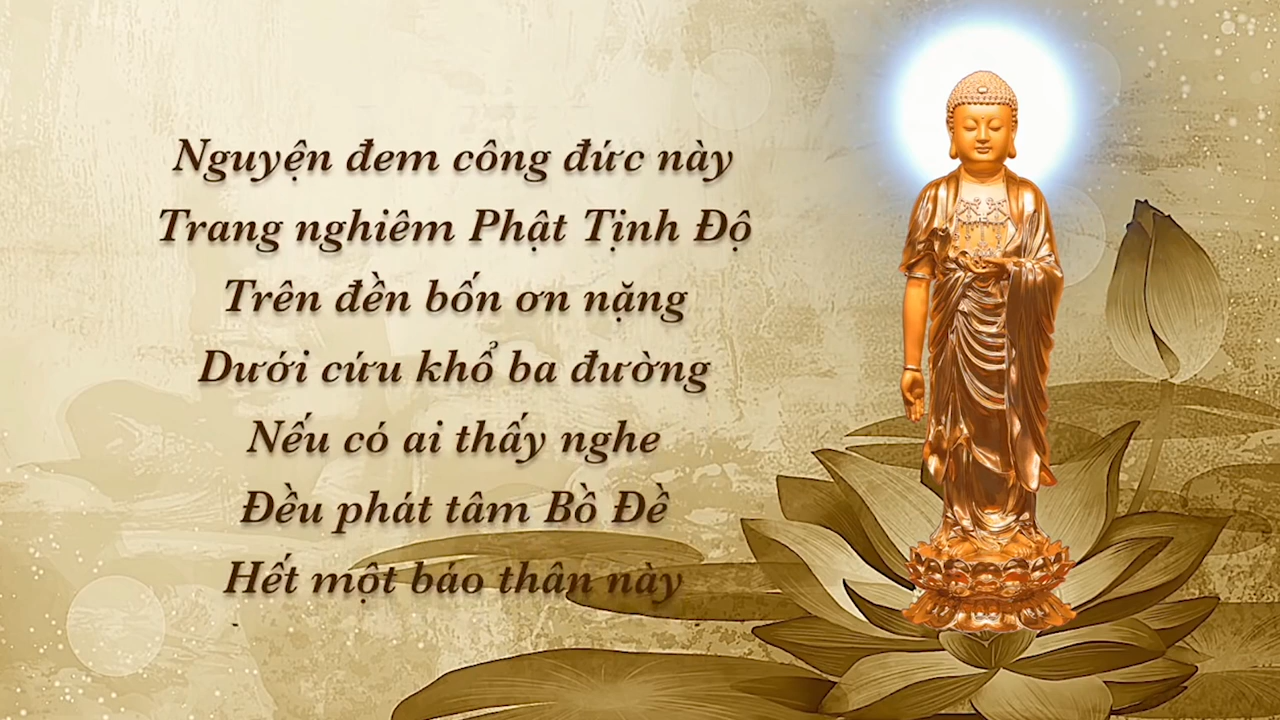 Nguyện đem công đức này
Trang nghiêm Phật Tịnh Độ
Trên đền bốn ơn nặng
Dưới cứu khổ ba đường
Nếu có ai thấy nghe
Đều phát tâm Bồ Đề
Hết một báo thân này